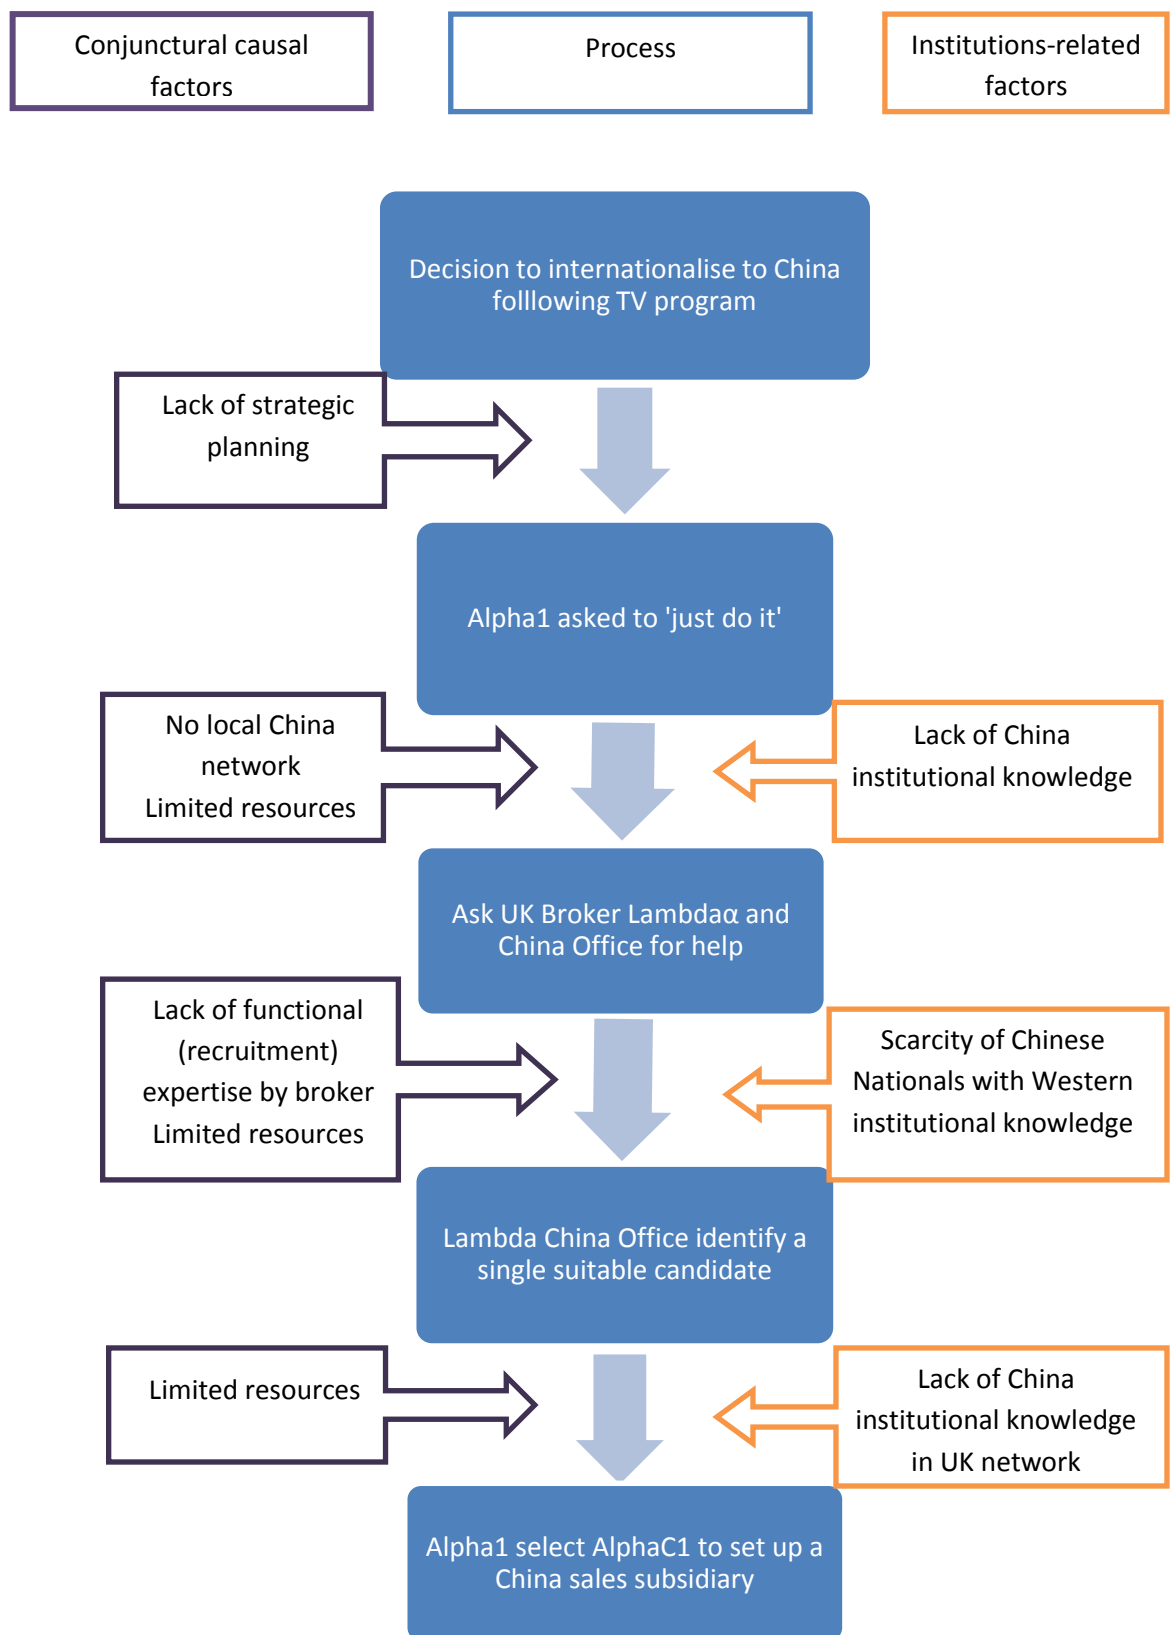 Conjunctural causal
factors
Process
Institutions-related
factors
Decision to internationalise to China
folllowing TV program
Lack of strategic
planning
Alpha1 asked to 'just do it'
No local China
network
Limited resources
Lack of China
institutional knowledge
Ask UK Broker Lambdaα and
China Office for help
Lack of functional
(recruitment)
expertise by broker
Limited resources
Scarcity of Chinese
Nationals with Western
institutional knowledge
Lambda China Office identify a
single suitable candidate
Limited resources
Lack of China
institutional knowledge
in UK network
Alpha1 select AlphaC1 to set up a
China sales subsidiary